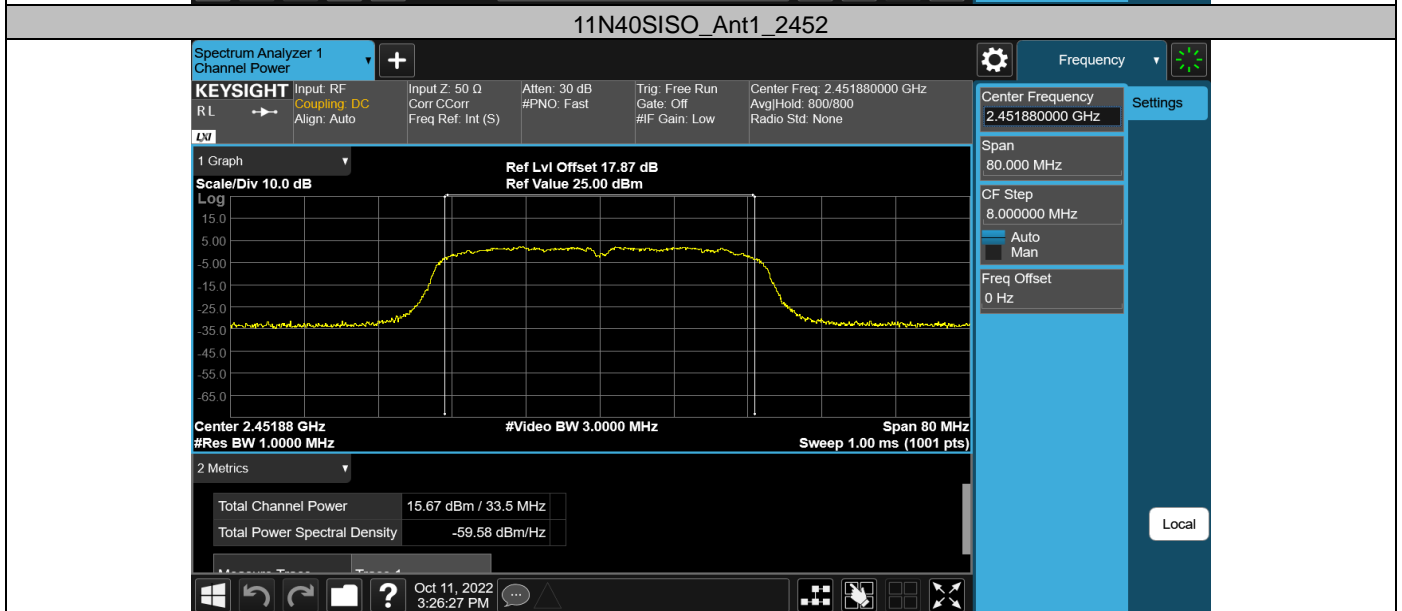 11N40SISO_Ant1_2452
Spectrum Analyzer 1
Channel Power
Frequency
KEYSIGHT
R L
LXI
Input: RF
Coupling: DC
Align: Auto
Input Z: 50 Ω
Corr CCorr
Freq Ref: Int (S)
Atten: 30 dB
#PNO: Fast
Trig: Free Run
Gate: Off
#IF Gain: Low
Center Freq: 2.451880000 GHz
Avg|Hold: 800/800
Radio Std: None
Center Frequency
2.451880000 GHz
Settings
Span
80.000 MHz
CF Step
8.000000 MHz
Auto
Man
Freq Offset
0 Hz
1 Graph
Ref Lvl Offset 17.87 dB
Scale/Div 10.0 dB
Ref Value 25.00 dBm
Log
15.0
5.00
-5.00
-15.0
-25.0
-35.0
-45.0
-55.0
-65.0
Center 2.45188 GHz
#Video BW 3.0000 MHz
Span 80 MHz
#Res BW 1.0000 MHz
Sweep 1.00 ms (1001 pts)
2 Metrics
Total Channel Power 15.67 dBm / 33.5 MHz
Total Power Spectral Density -59.58 dBm/Hz
Measure Trace Trace 1
Local
?
Oct 11, 2022
3:26:27 PM